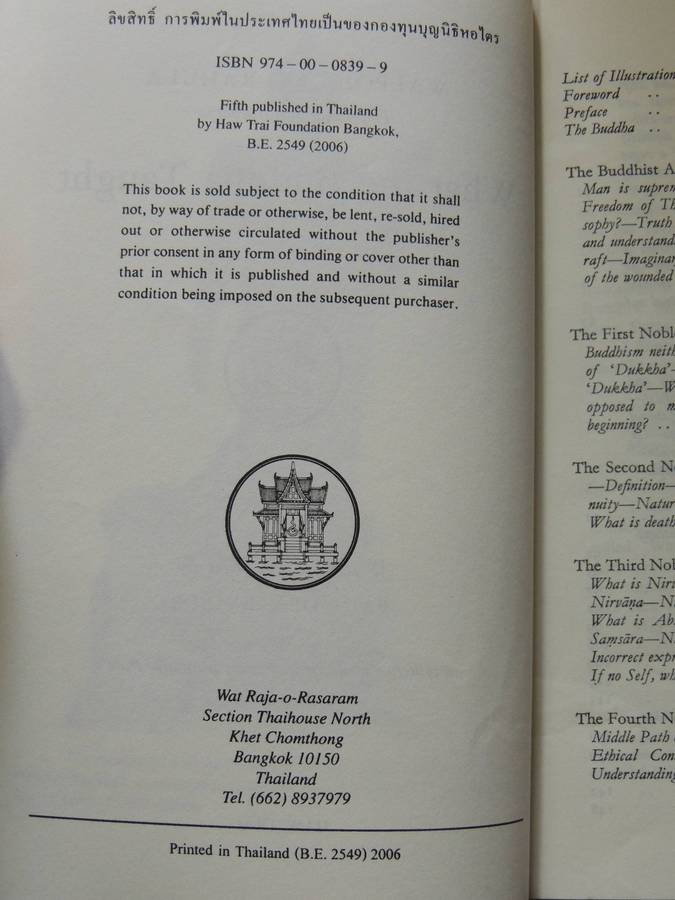 ลิขสิทธิ์ การพิมพ์ในประเทศไทยเป็นของกองทุนบุญนิธิหอไตร
ISBN 974-00-0839-9
Fifth published in Thailand
by Haw Trai Foundation Bangkok,
B.E. 2549 (2006)
This book is sold subject to the condition that it shall
not, by way of trade or otherwise, be lent, re-sold, hired
out or otherwise circulated without the publisher's
prior consent in any form of binding or cover other than
that in which it is published and without a similar
condition being imposed on the subsequent purchaser.
Wat Raja-o-Rasaram
Section Thaihouse North
Khet Chomthong
Bangkok 10150
Thailand
Tel. (662) 8937979
Printed in Thailand (B.E. 2549) 2006
List of Illustration
Foreword ..
Preface ..
The Buddha ..
The Buddhist A
Man is suprem
Freedom of Th
sophy?—Truth
and understandi
raft—Imaginar
of the wounded
The First Nobl
Buddhism neith
of 'Dukkha'—
'Dukkha'—W
opposed to m
beginning? ..
The Second N
—Definition—
nuity—Natur
What is death
The Third Nob
What is Nirv
Nirvāṇa—N
What is Abs
Saṃsāra—N
Incorrect expr
If no Self, wh
The Fourth N
Middle Path
Ethical Con
Understanding